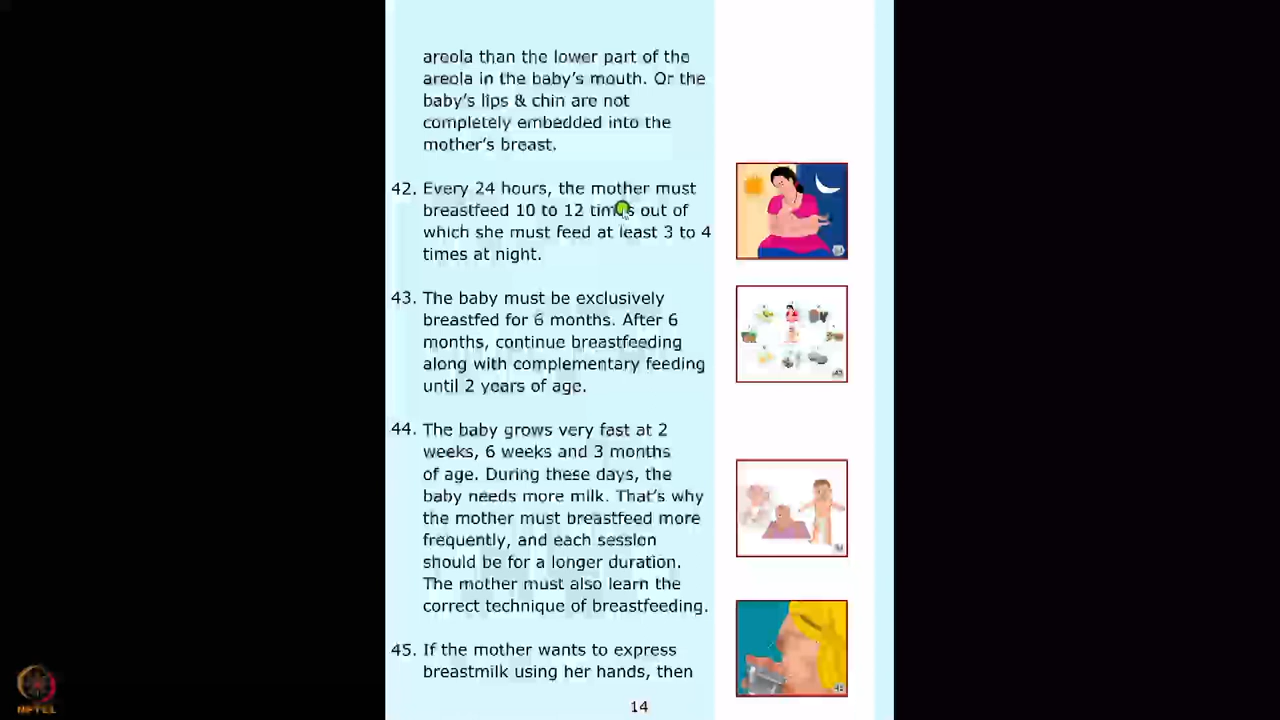 areola than the lower part of the
areola in the baby's mouth. Or the
baby's lips & chin are not
completely embedded into the
mother's breast.
42. Every 24 hours, the mother must
breastfeed 10 to 12 times out of
which she must feed at least 3 to 4
times at night.
43. The baby must be exclusively
breastfed for 6 months. After 6
months, continue breastfeeding
along with complementary feeding
until 2 years of age.
44. The baby grows very fast at 2
weeks, 6 weeks and 3 months
of age. During these days, the
baby needs more milk. That's why
the mother must breastfeed more
frequently, and each session
should be for a longer duration.
The mother must also learn the
correct technique of breastfeeding.
45. If the mother wants to express
breastmilk using her hands, then
14
NPTEL